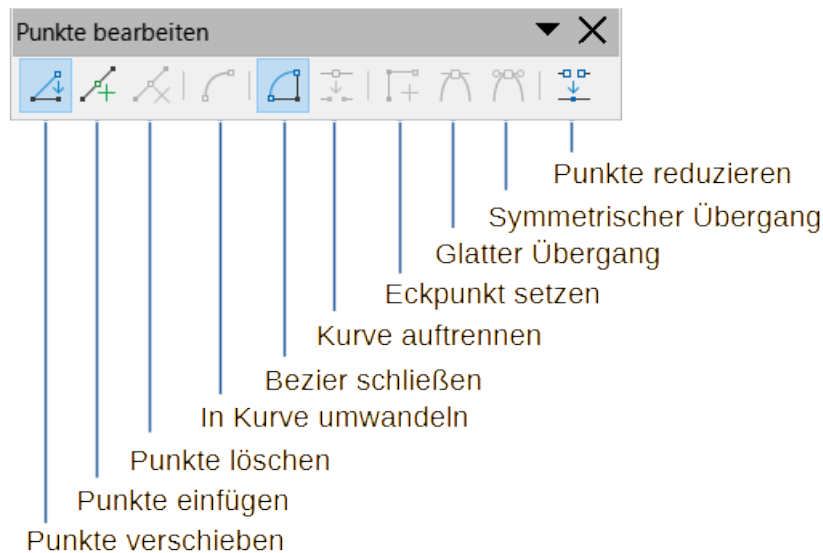 Punkte bearbeiten
Punkte reduzieren
Symmetrischer Übergang
Glatter Übergang
Eckpunkt setzen
Kurve auftrennen
Bezier schließen
In Kurve umwandeln
Punkte löschen
Punkte einfügen
Punkte verschieben